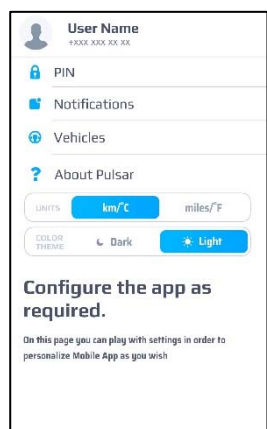 User Name
+xxx xxx xx xx
PIN
Notifications
Vehicles
? About Pulsar
UNITS km/°C miles/°F
COLOR THEME Dark Light
Configure the app as
required.
On this page you can play with settings in order to
personalize Mobile App as you wish